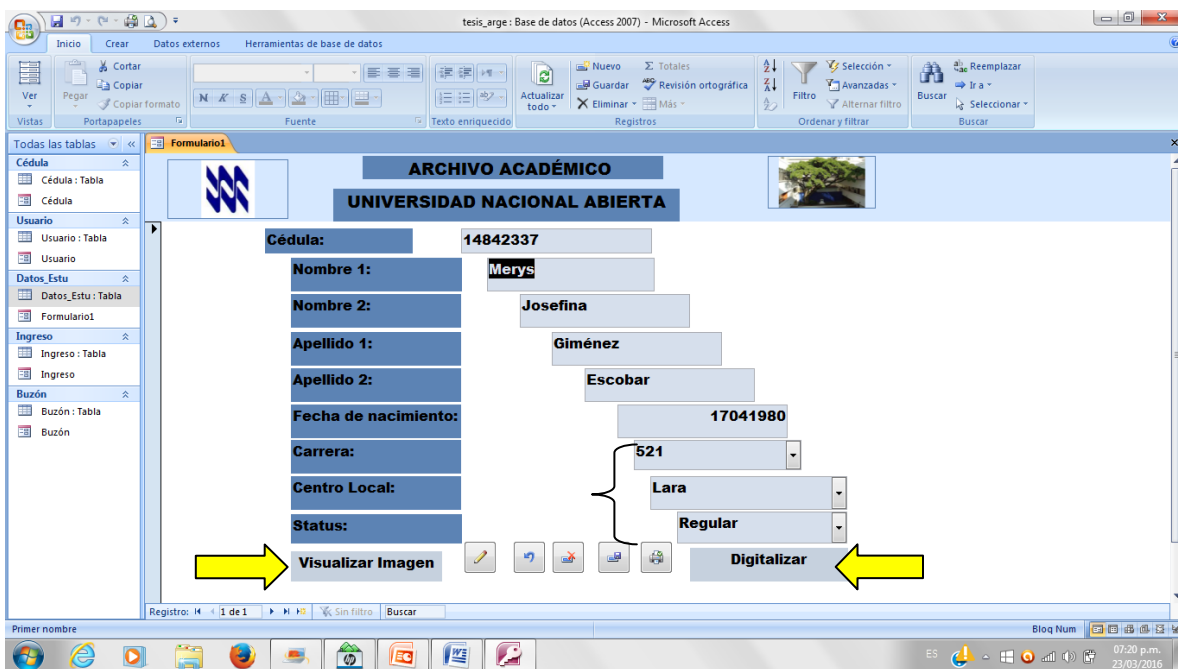 tesis_arge : Base de datos (Access 2007) - Microsoft Access
Inicio Crear Datos externos Herramientas de base de datos
Ver
Vistas
Pegar
Cortar
Copiar
Copiar formato
Portapapeles
N K S
Fuente
Texto enriquecido
Actualizar todo
Nuevo
Guardar
Eliminar
Σ Totales
Revisión ortográfica
Más
Registros
Filtro
Selección
Avanzadas
Alternar filtro
Ordenar y filtrar
Buscar
Reemplazar
Ir a
Seleccionar
Buscar
Todas las tablas
Cédula
Cédula : Tabla
Cédula
Usuario
Usuario : Tabla
Usuario
Datos_Estu
Datos_Estu : Tabla
Formulario1
Ingreso
Ingreso : Tabla
Ingreso
Buzón
Buzón : Tabla
Buzón
Formulario1
ARCHIVO ACADÉMICO
UNIVERSIDAD NACIONAL ABIERTA
Cédula: 14842337
Nombre 1: Merys
Nombre 2: Josefina
Apellido 1: Giménez
Apellido 2: Escobar
Fecha de nacimiento: 17041980
Carrera: 521
Centro Local: Lara
Status: Regular
Visualizar Imagen Digitalizar
Registro: 1 de 1 Sin filtro Buscar
Primer nombre Bloq Num
ES 07:20 p.m.
23/03/2016